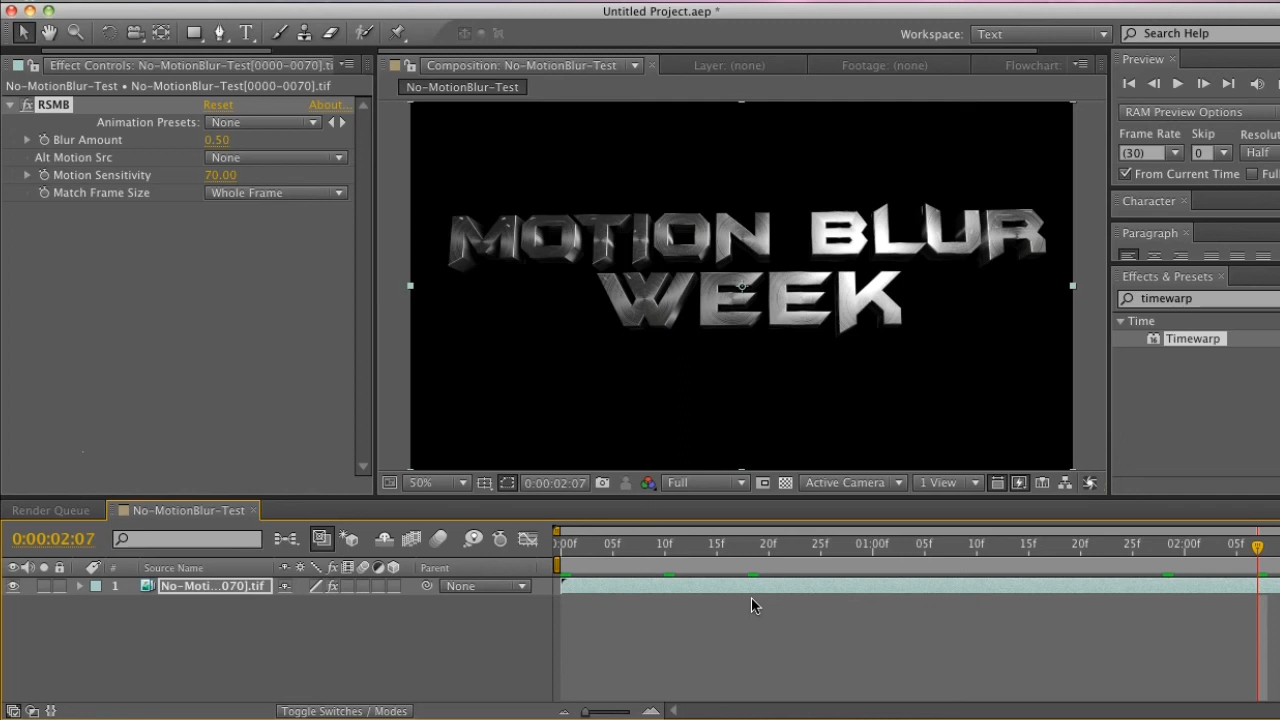 Untitled Project.aep *
Workspace: Text
Search Help
Effect Controls: No-MotionBlur-Test[0000-0070].ti
No-MotionBlur-Test • No-MotionBlur-Test[0000-0070].tif
fx RSMB Reset About...
Animation Presets: None
Blur Amount 0.50
Alt Motion Src None
Motion Sensitivity 70.00
Match Frame Size Whole Frame
Composition: No-MotionBlur-Test
Layer: (none)
Footage: (none)
Flowchart:
No-MotionBlur-Test
MOTION BLUR
WEEK
50% 0:00:02:07 Full Active Camera 1 View
Preview
RAM Preview Options
Frame Rate Skip Resolu
(30) 0 Half
From Current Time Ful
Character
Paragraph
Effects & Presets
timewarp
Time
Timewarp
Render Queue
No-MotionBlur-Test
0:00:02:07
:00f 05f 10f 15f 20f 25f 01:00f 05f 10f 15f 20f 25f 02:00f 05f
# Source Name fx Parent
1 No-Moti...070].tif fx None
Toggle Switches / Modes